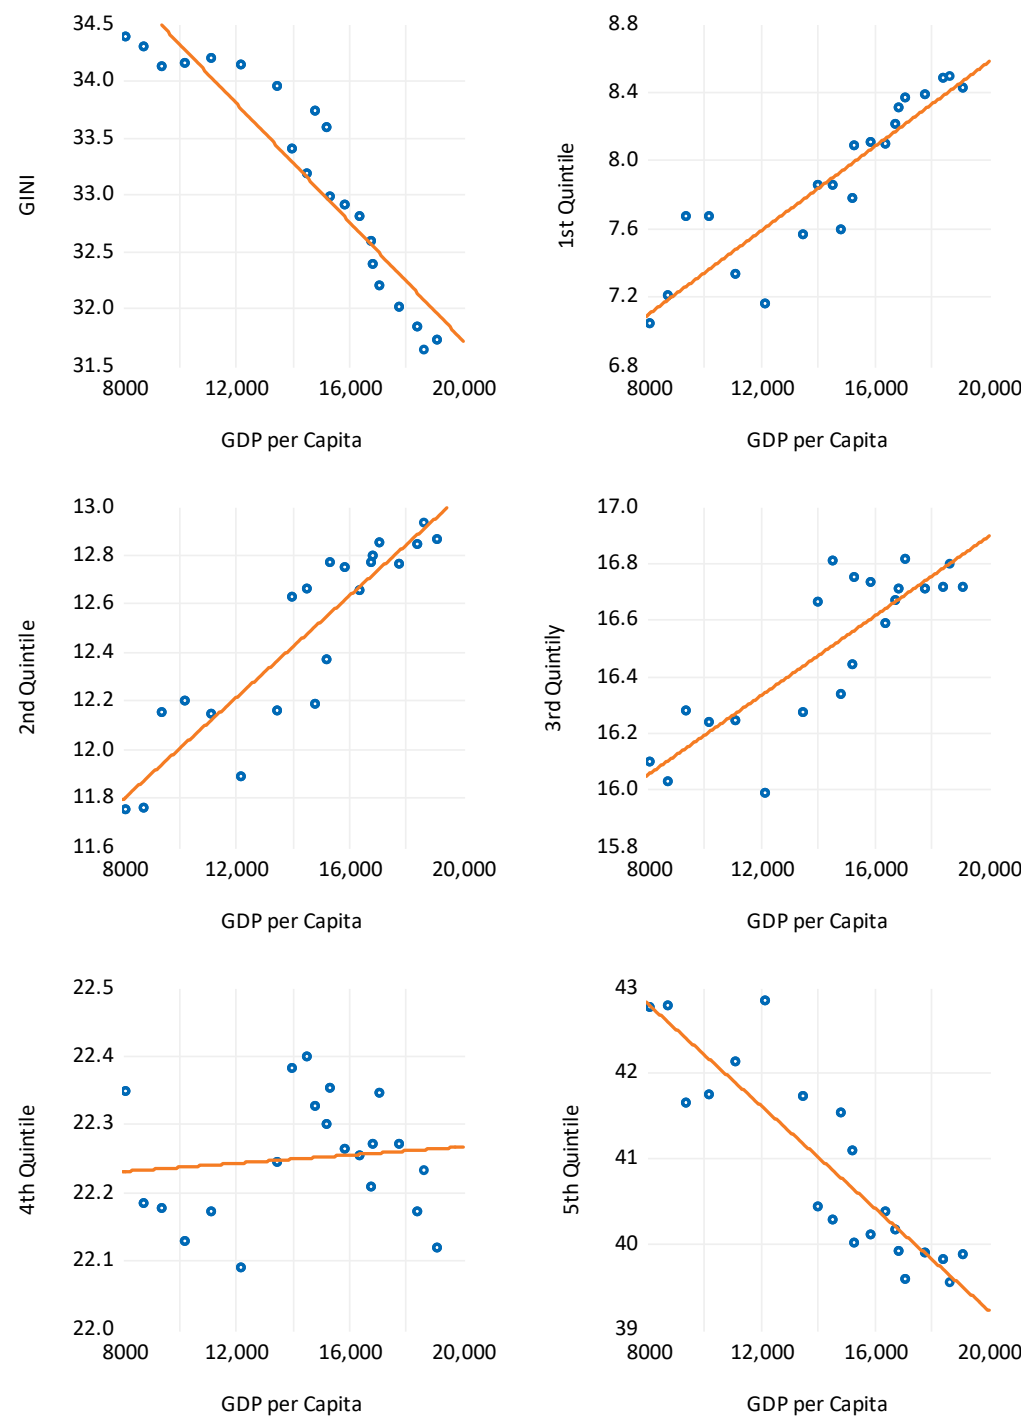 34.5
34.0
33.5
33.0
32.5
32.0
31.5
GINI
8000 12,000 16,000 20,000
GDP per Capita
8.8
8.4
8.0
7.6
7.2
6.8
1st Quintile
8000 12,000 16,000 20,000
GDP per Capita
13.0
12.8
12.6
12.4
12.2
12.0
11.8
11.6
2nd Quintile
8000 12,000 16,000 20,000
GDP per Capita
17.0
16.8
16.6
16.4
16.2
16.0
15.8
3rd Quintily
8000 12,000 16,000 20,000
GDP per Capita
22.5
22.4
22.3
22.2
22.1
22.0
4th Quintile
8000 12,000 16,000 20,000
GDP per Capita
43
42
41
40
39
5th Quintile
8000 12,000 16,000 20,000
GDP per Capita